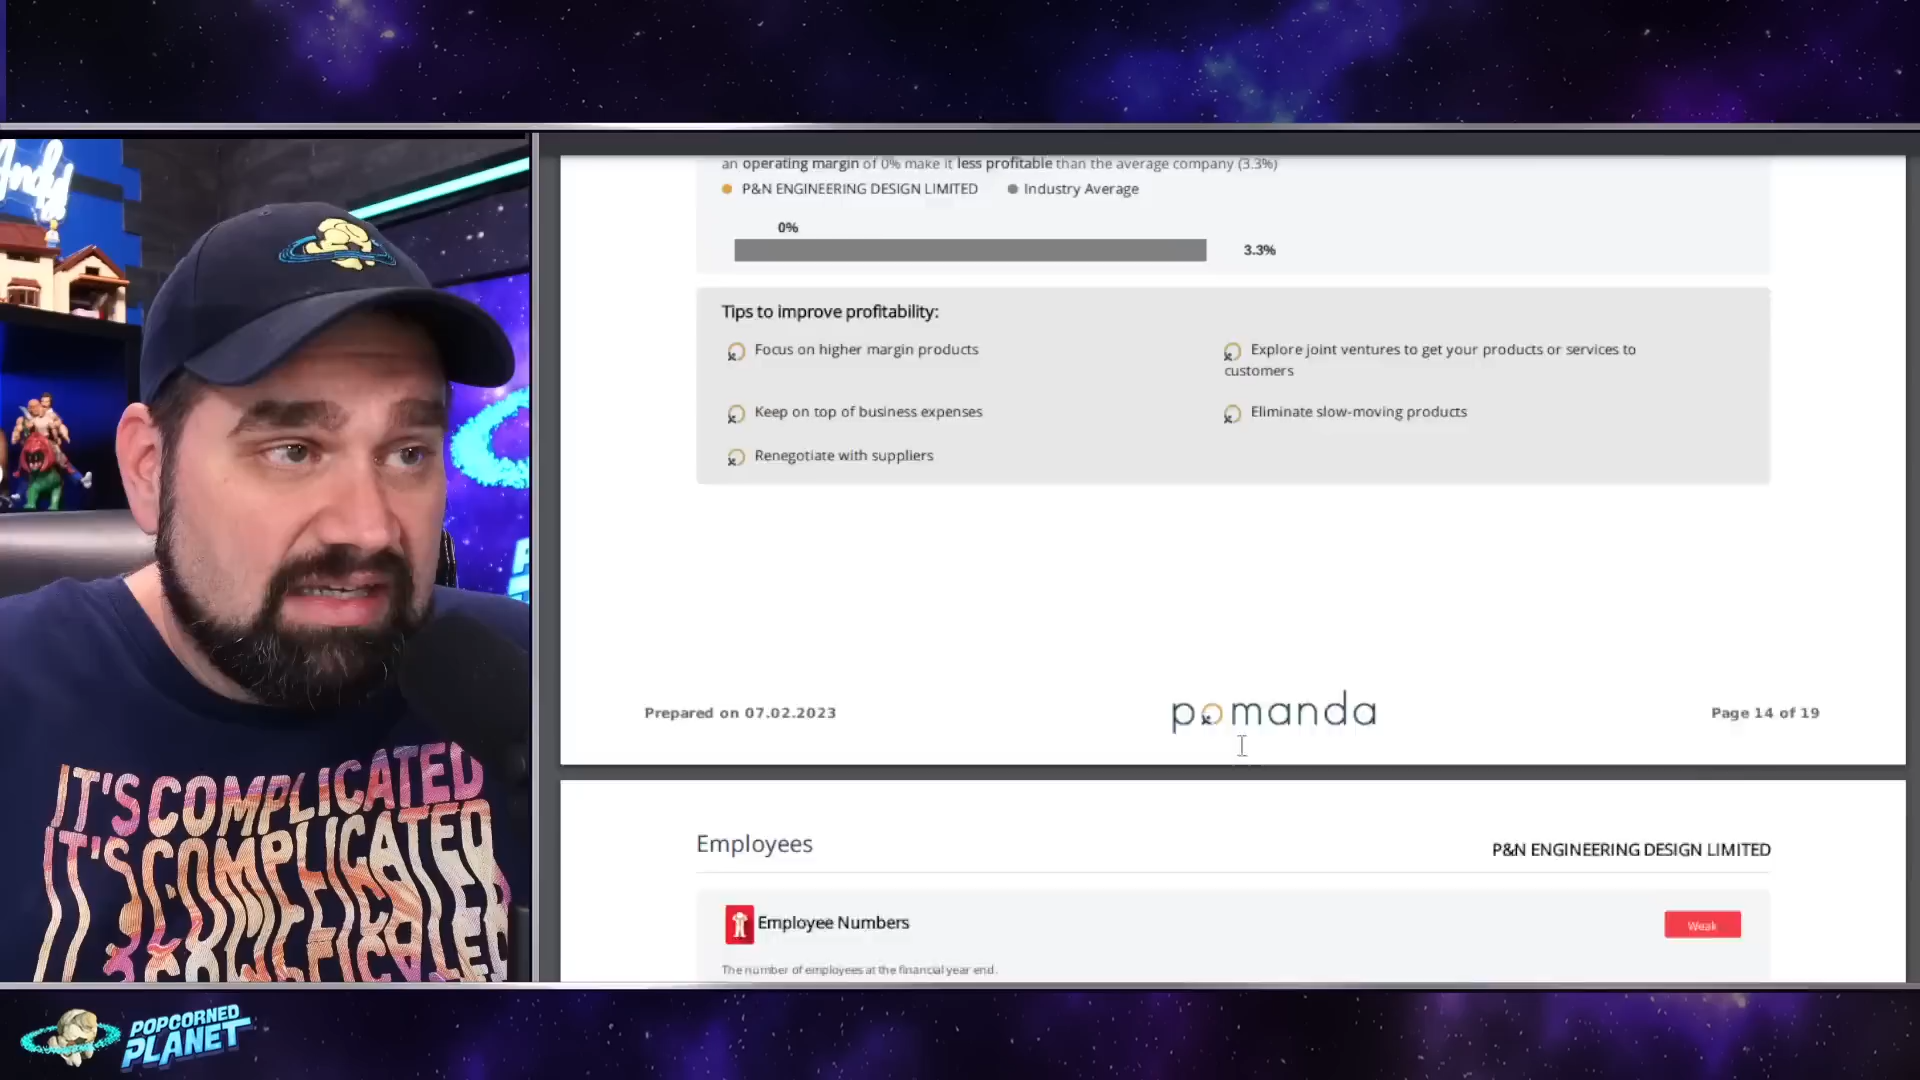 Andy
an operating margin of 0% make it less profitable than the average company (3.3%)
P&N ENGINEERING DESIGN LIMITED
Industry Average
0%
3.3%
Tips to improve profitability:
Focus on higher margin products
Explore joint ventures to get your products or services to
customers
Keep on top of business expenses
Eliminate slow-moving products
Renegotiate with suppliers
Prepared on 07.02.2023
pomanda
Page 14 of 19
Employees
P&N ENGINEERING DESIGN LIMITED
Employee Numbers
Weak
The number of employees at the financial year end.
IT'S COMPLICATED
IT'S COMPLICATED
POPCORNED
PLANET